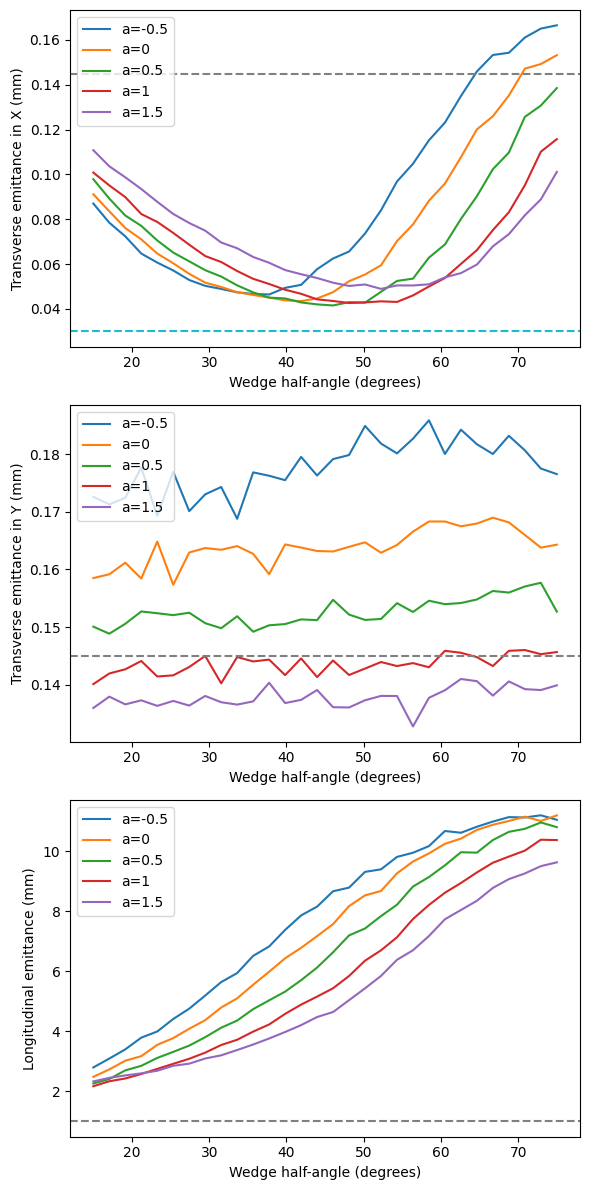 Transverse emittance in X (mm)
0.16
0.14
0.12
0.10
0.08
0.06
0.04
a=-0.5
a=0
a=0.5
a=1
a=1.5
20 30 40 50 60 70
Wedge half-angle (degrees)
Transverse emittance in Y (mm)
0.18
0.17
0.16
0.15
0.14
a=-0.5
a=0
a=0.5
a=1
a=1.5
20 30 40 50 60 70
Wedge half-angle (degrees)
Longitudinal emittance (mm)
10
8
6
4
2
a=-0.5
a=0
a=0.5
a=1
a=1.5
20 30 40 50 60 70
Wedge half-angle (degrees)